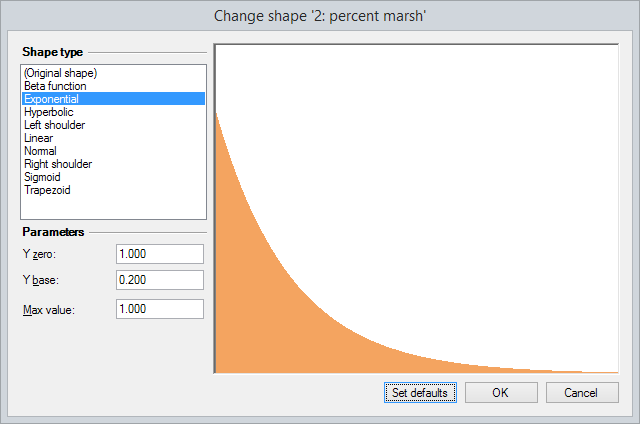 Change shape '2: percent marsh'
Shape type
(Original shape)
Beta function
Exponential
Hyperbolic
Left shoulder
Linear
Normal
Right shoulder
Sigmoid
Trapezoid
Parameters
Y zero: 1.000
Y base: 0.200
Max value: 1.000
Set defaults OK Cancel